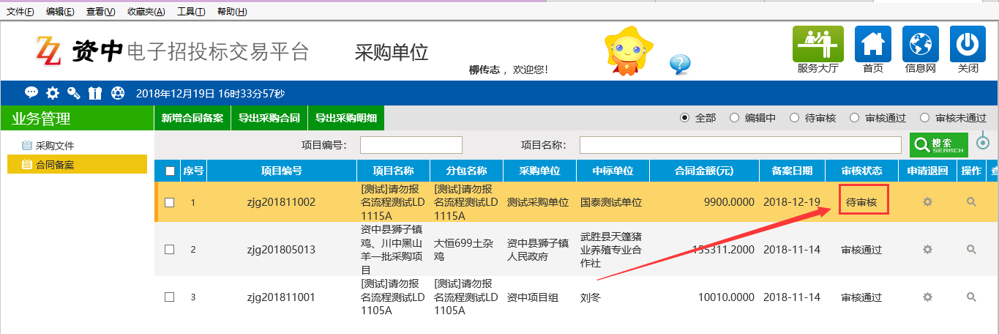 文件(F) 编辑(E) 查看(V) 收藏夹(A) 工具(T) 帮助(H)
ZZ 资中电子招投标交易平台 采购单位
柳传志 ，欢迎您!
? 服务大厅 首页 信息网 关闭
2018年12月19日 16时33分57秒
业务管理 新增合同备案 导出采购合同 导出采购明细 全部 编辑中 待审核 审核通过 审核未通过
采购文件
合同备案
项目编号: 项目名称: 搜索 SEARCH
序号 项目编号 项目名称 分包名称 采购单位 中标单位 合同金额(元) 备案日期 审核状态 申请退回 操作
1 zjg201811002 [测试]请勿报名流程测试LD1115A [测试]请勿报名流程测试LD1115A 测试采购单位 国泰测试单位 9900.0000 2018-12-19 待审核
2 zjg201805013 资中县狮子镇鸡、川中黑山羊一批采购项目 大恒699土杂鸡 资中县狮子镇人民政府 武胜县天篷猪业养殖专业合作社 155311.2000 2018-11-14 审核通过
3 zjg201811001 [测试]请勿报名流程测试LD1105A [测试]请勿报名流程测试LD1105A 资中项目组 刘冬 10010.0000 2018-11-14 审核通过